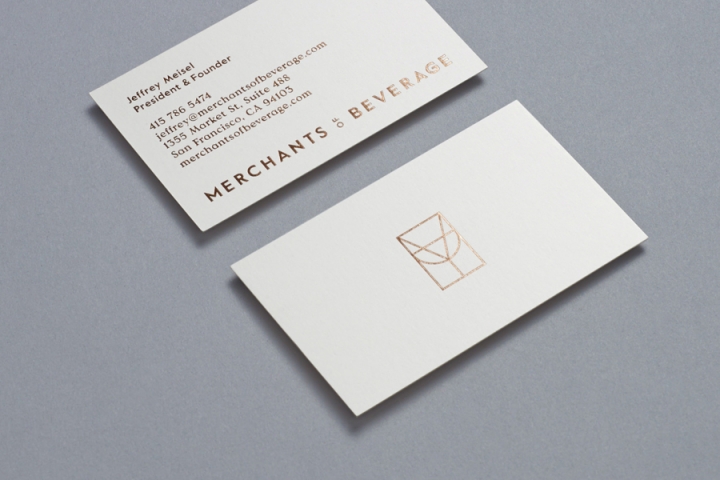 Jeffrey Meisel
President & Founder
415 786 5474
jeffrey@merchantsofbeverage.com
1355 Market St, Suite 488
San Francisco, CA 94103
merchantsofbeverage.com
MERCHANTS OF BEVERAGE